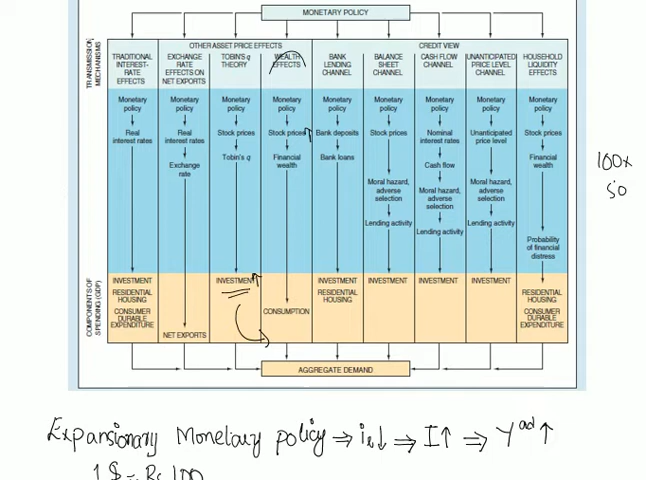 MONETARY POLICY
TRANSMISSION MECHANISMS
OTHER ASSET PRICE EFFECTS
CREDIT VIEW
TRADITIONAL INTEREST-RATE EFFECTS
EXCHANGE RATE EFFECTS ON NET EXPORTS
TOBIN'S q THEORY
WEALTH EFFECTS
BANK LENDING CHANNEL
BALANCE SHEET CHANNEL
CASH FLOW CHANNEL
UNANTICIPATED PRICE LEVEL CHANNEL
HOUSEHOLD LIQUIDITY EFFECTS
Monetary policy
Real interest rates
Monetary policy
Real interest rates
Exchange rate
Monetary policy
Stock prices
Tobin's q
Monetary policy
Stock prices ↑
Financial wealth
Monetary policy
Bank deposits
Bank loans
Monetary policy
Stock prices
Moral hazard, adverse selection
Lending activity
Monetary policy
Nominal interest rates
Cash flow
Moral hazard, adverse selection
Lending activity
Monetary policy
Unanticipated price level
Moral hazard, adverse selection
Lending activity
Monetary policy
Stock prices
Financial wealth
Probability of financial distress
100x
50
COMPONENTS OF SPENDING (GDP)
INVESTMENT
RESIDENTIAL HOUSING
CONSUMER DURABLE EXPENDITURE
NET EXPORTS
INVESTMENT ↑
CONSUMPTION
INVESTMENT
RESIDENTIAL HOUSING
INVESTMENT
INVESTMENT
INVESTMENT
RESIDENTIAL HOUSING
CONSUMER DURABLE EXPENDITURE
AGGREGATE DEMAND
Expansionary Monetary policy ⇒ ir↓ ⇒ I↑ ⇒ Y ad ↑
1 $ = Rs 100